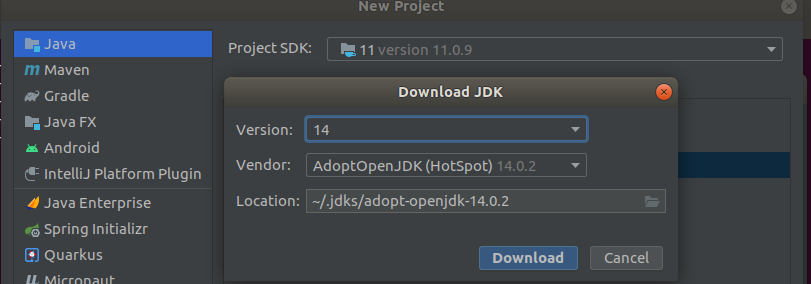 New Project
Java
Project SDK: 11 version 11.0.9
Maven
Download JDK
Gradle
Version: 14
Java FX
Android
Vendor: AdoptOpenJDK (HotSpot) 14.0.2
IntelliJ Platform Plugin
Java Enterprise
Location: ~/.jdks/adopt-openjdk-14.0.2
Spring Initializr
Quarkus
Download Cancel
Micronaut